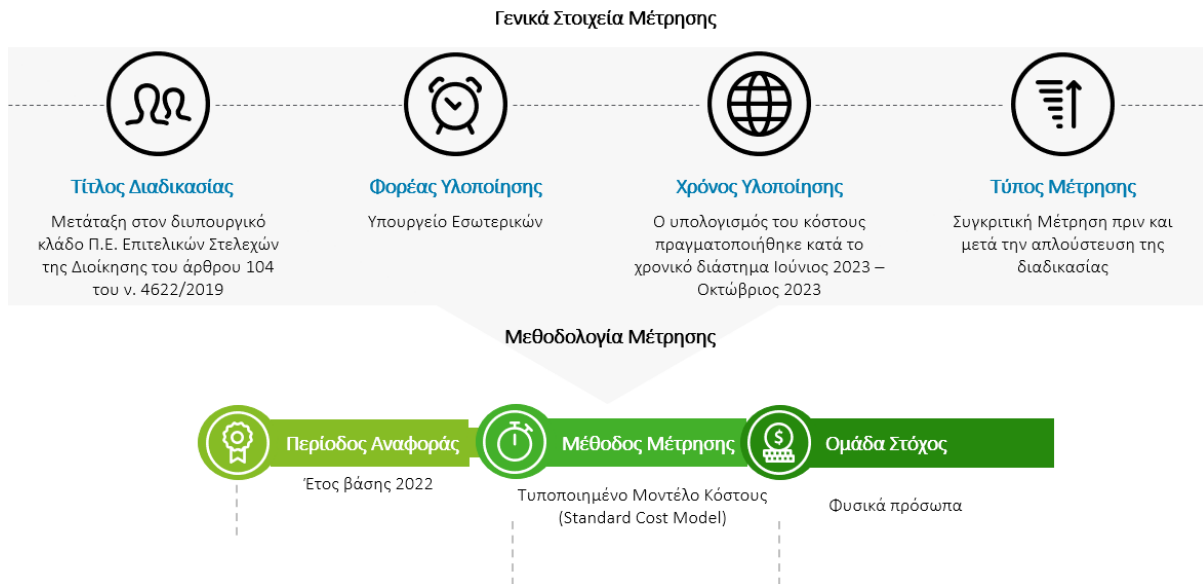 Γενικά Στοιχεία Μέτρησης
Τίτλος Διαδικασίας
Μετάταξη στον διυπουργικό
κλάδο Π.Ε. Επιτελικών Στελεχών
της Διοίκησης του άρθρου 104
του ν. 4622/2019
Φορέας Υλοποίησης
Υπουργείο Εσωτερικών
Χρόνος Υλοποίησης
Ο υπολογισμός του κόστους
πραγματοποιήθηκε κατά το
χρονικό διάστημα Ιούνιος 2023 –
Οκτώβριος 2023
Τύπος Μέτρησης
Συγκριτική Μέτρηση πριν και
μετά την απλούστευση της
διαδικασίας
Μεθοδολογία Μέτρησης
Περίοδος Αναφοράς
Έτος βάσης 2022
Μέθοδος Μέτρησης
Τυποποιημένο Μοντέλο Κόστους
(Standard Cost Model)
$
Ομάδα Στόχος
Φυσικά πρόσωπα